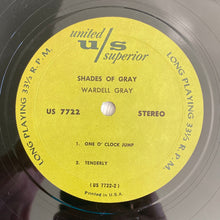 united
u/s
superior
SHADES OF GRAY
WARDELL GRAY
US 7722 STEREO
1. ONE O' CLOCK JUMP
2. TENDERLY
(US 7722-2)
Printed in U.S.A.
LONG PLAYING 33⅓ R.P.M.
LONG PLAYING 33⅓ R.P.M.